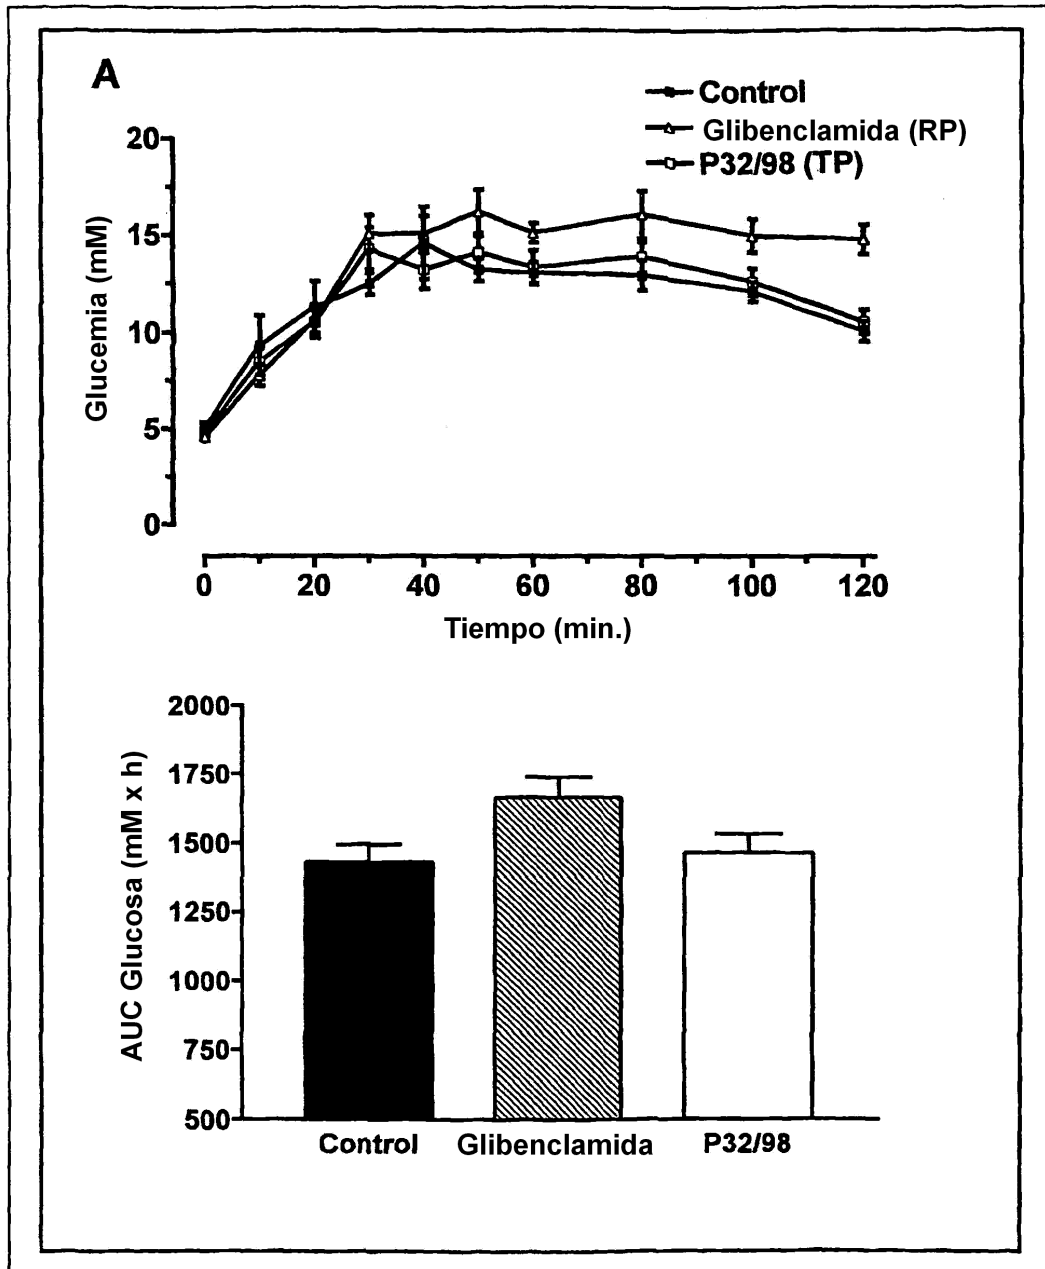 A
Control
Glibenclamida (RP)
P32/98 (TP)
20
15
10
5
0
Glucemia (mM)
0 20 40 60 80 100 120
Tiempo (min.)
2000
1750
1500
1250
1000
750
500
AUC Glucosa (mM x h)
Control Glibenclamida P32/98